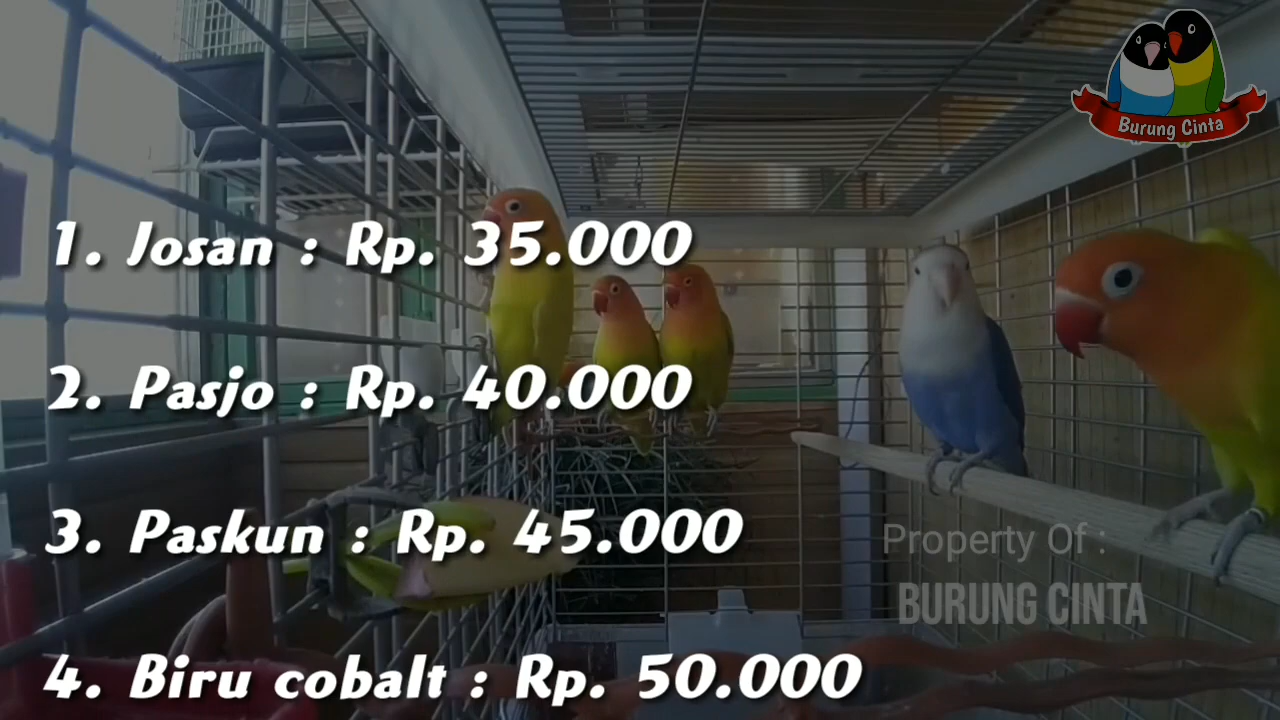 Burung Cinta
1. Josan : Rp. 35.000
2. Pasjo : Rp. 40.000
3. Paskun : Rp. 45.000
Property Of :
BURUNG CINTA
4. Biru cobalt : Rp. 50.000